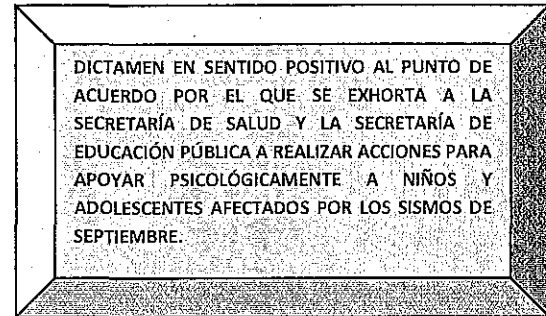 DICTAMEN EN SENTIDO POSITIVO AL PUNTO DE
ACUERDO POR EL QUE SE EXHORTA A LA
SECRETARÍA DE SALUD Y LA SECRETARÍA DE
EDUCACIÓN PÚBLICA A REALIZAR ACCIONES PARA
APOYAR PSICOLÓGICAMENTE A NIÑOS Y
ADOLESCENTES AFECTADOS POR LOS SISMOS DE
SEPTIEMBRE.